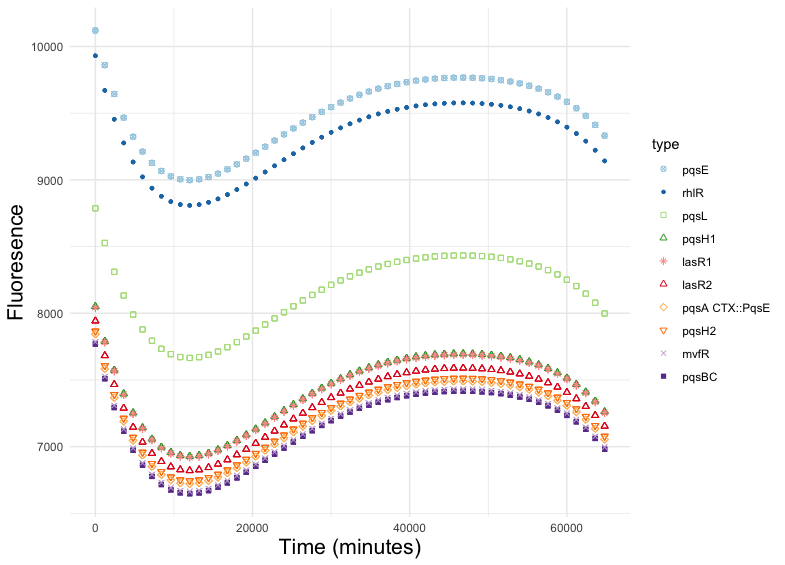 10000
9000
8000
7000
Fluoresence
0
20000
40000
60000
Time (minutes)
type
pqsE
rhlR
pqsL
pqsH1
lasR1
lasR2
pqsA CTX::PqsE
pqsH2
mvfR
pqsBC